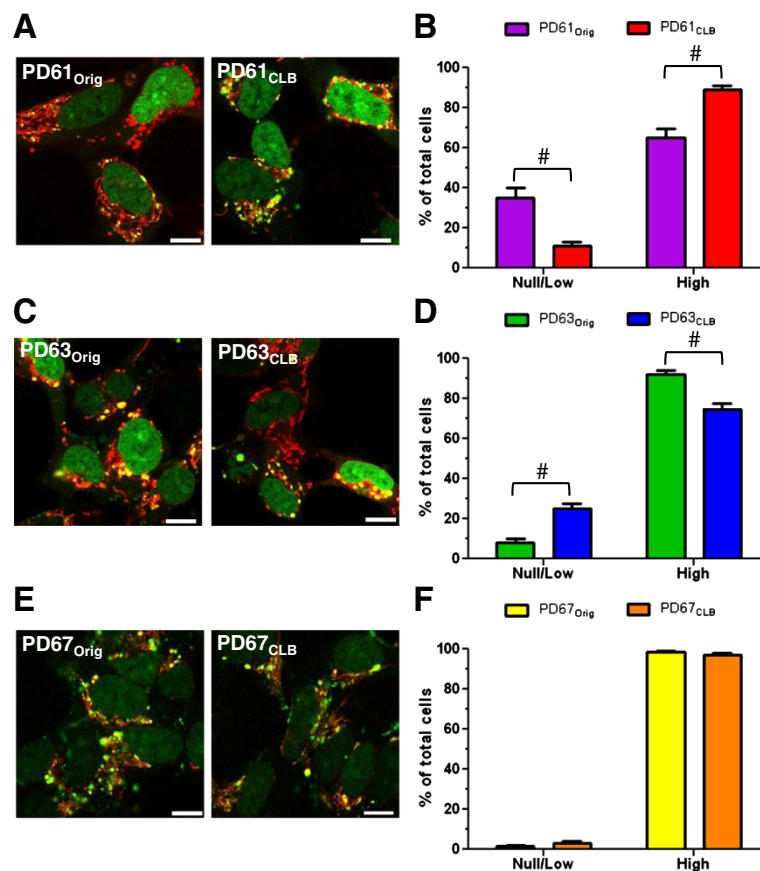 A
PD61Orig
PD61CLB
B
PD61Orig PD61CLB
% of total cells
100
80
60
40
20
0
#
#
Null/Low High
C
PD63Orig
PD63CLB
D
PD63Orig PD63CLB
% of total cells
100
80
60
40
20
0
#
#
Null/Low High
E
PD67Orig
PD67CLB
F
PD67Orig PD67CLB
% of total cells
100
80
60
40
20
0
Null/Low High